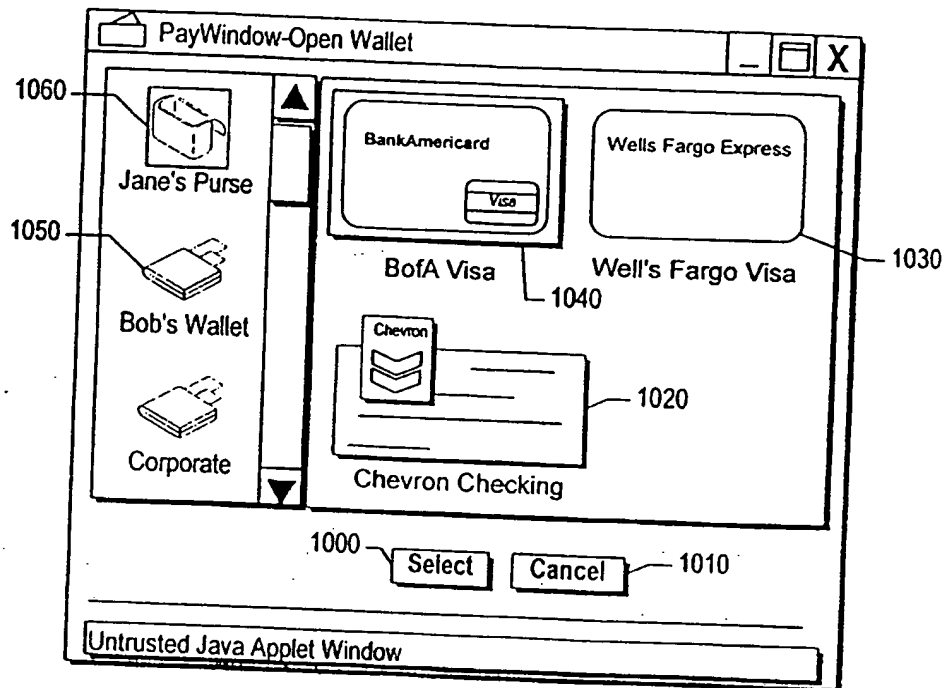 PayWindow-Open Wallet
_ X
1060
Jane's Purse
1050
Bob's Wallet
Corporate
BankAmericard
Visa
BofA Visa
1040
Wells Fargo Express
Well's Fargo Visa
1030
Chevron
1020
Chevron Checking
1000
Select
Cancel
1010
Untrusted Java Applet Window